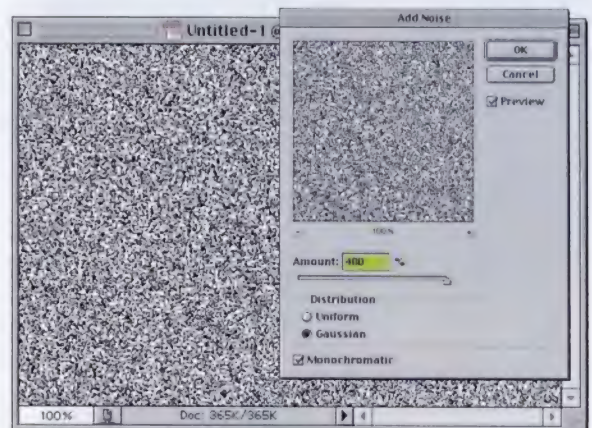 Untitled-1 @
Add Noise
OK
Cancel
Preview
100%
Amount: 400 %
Distribution
Uniform
Gaussian
Monochromatic
100%
Doc: 365K/365K